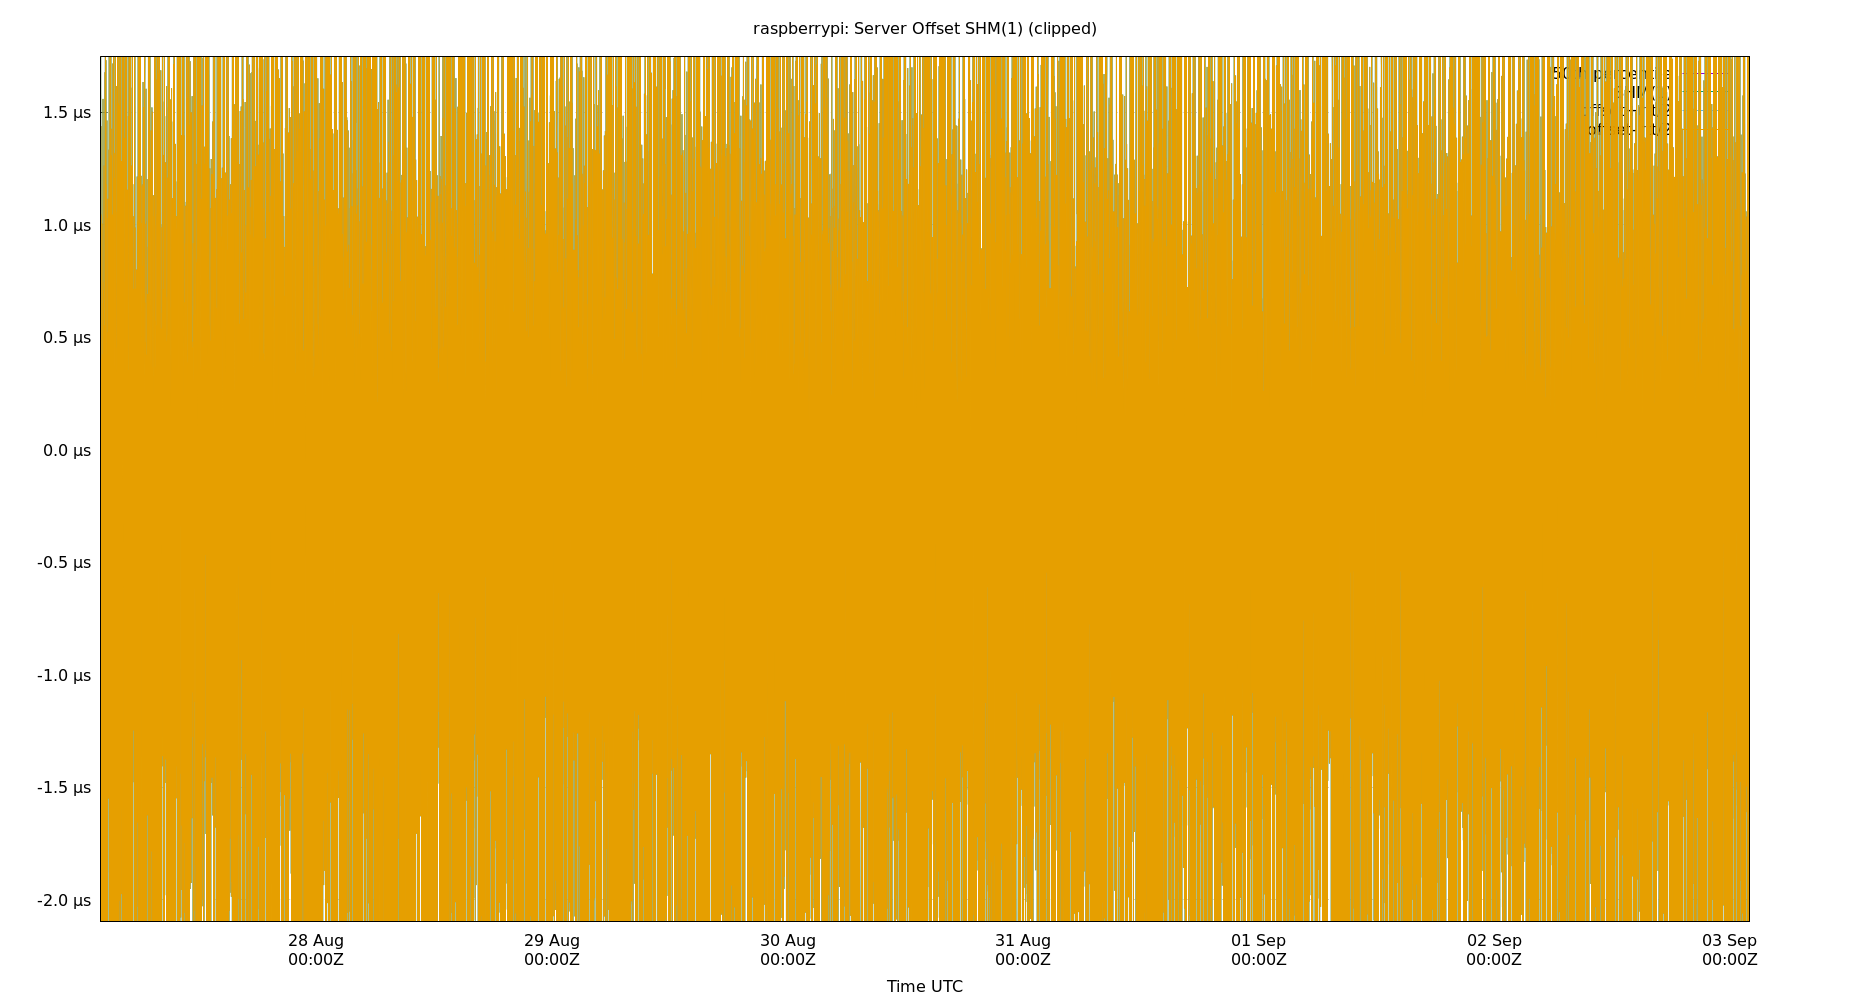 raspberrypi: Server Offset SHM(1) (clipped)
1.5 µs
1.0 µs
0.5 µs
0.0 µs
-0.5 µs
-1.0 µs
-1.5 µs
-2.0 µs
28 Aug
00:00Z
29 Aug
00:00Z
30 Aug
00:00Z
31 Aug
00:00Z
01 Sep
00:00Z
02 Sep
00:00Z
03 Sep
00:00Z
Time UTC